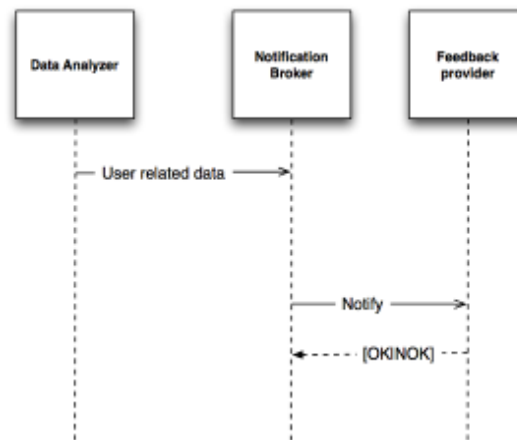 Data Analyzer
Notification
Broker
Feedback
provider
User related data
Notify
[OK|NOK]